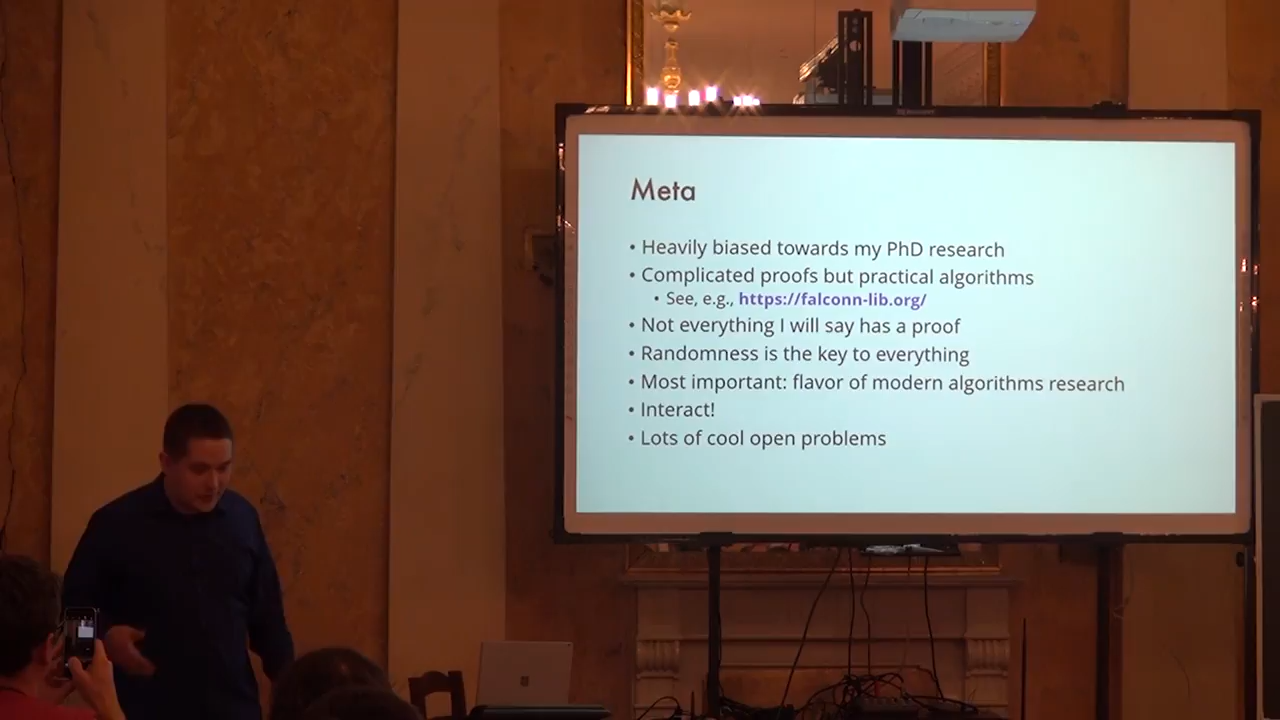 Meta
• Heavily biased towards my PhD research
• Complicated proofs but practical algorithms
• See, e.g., https://falconn-lib.org/
• Not everything I will say has a proof
• Randomness is the key to everything
• Most important: flavor of modern algorithms research
• Interact!
• Lots of cool open problems